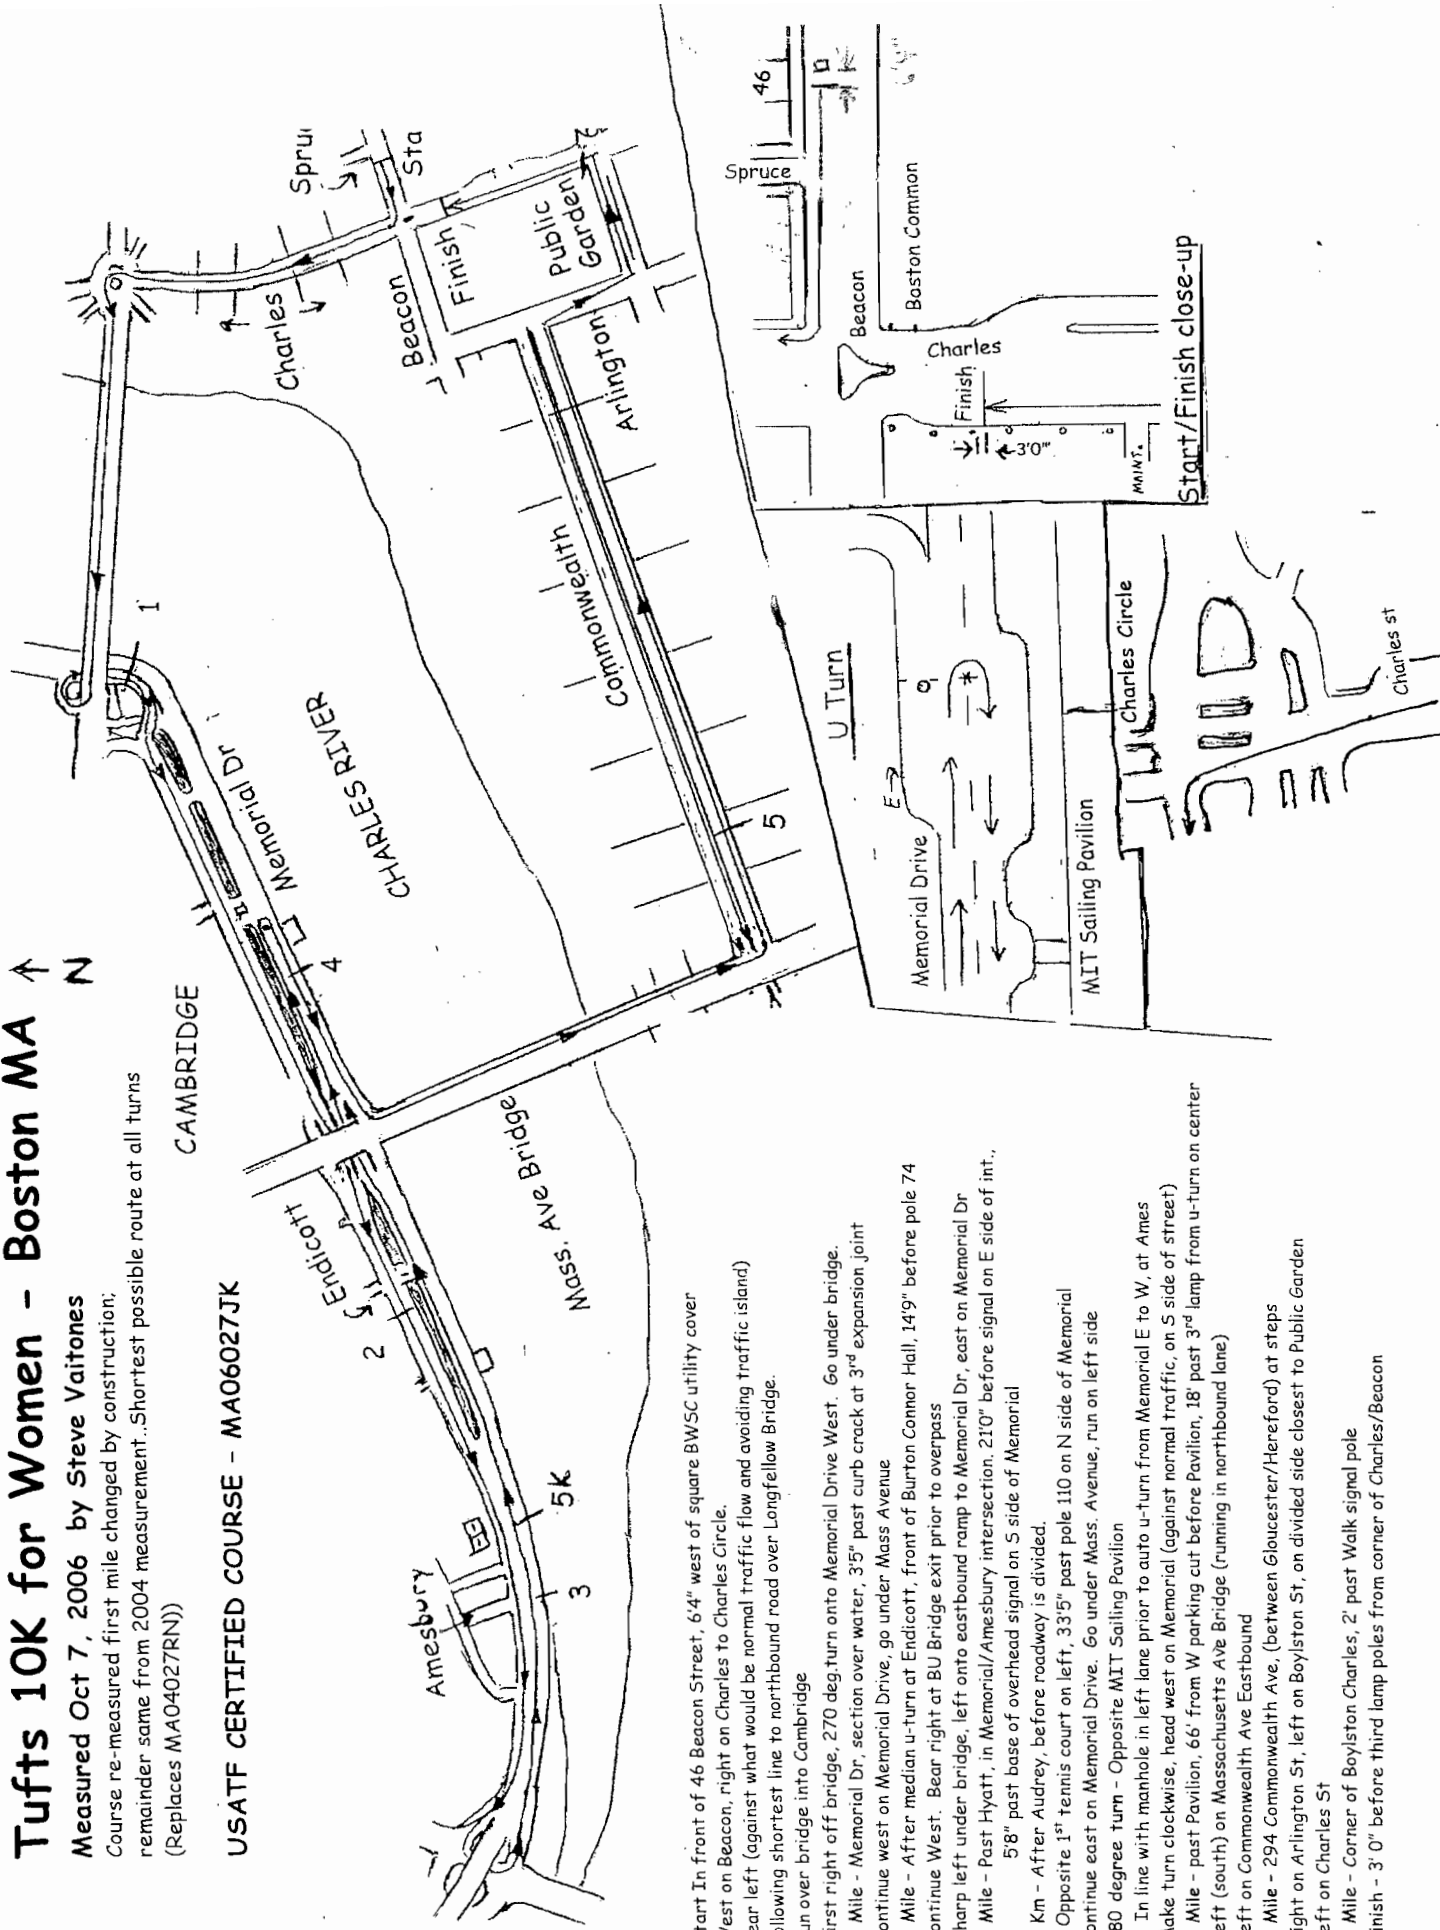 Tufts 10K for Women - Boston MA
N
Measured Oct 7, 2006 by Steve Vaitones
Course re-measured first mile changed by construction;
remainder same from 2004 measurement..Shortest possible route at all turns
(Replaces MA04027RN))
CAMBRIDGE
USATF CERTIFIED COURSE - MA06027JK
1
Memorial Dr
CHARLES RIVER
4
Endicott
2
Amesbury
5K
3
Mass. Ave Bridge
Charles
Spru
Sta
Beacon
Finish
Public
Garden
Arlington
Commonwealth
5
tart In front of 46 Beacon Street, 6'4" west of square BWSC utility cover
est on Beacon, right on Charles to Charles Circle.
ear left (against what would be normal traffic flow and avoiding traffic island)
llowing shortest line to northbound road over Longfellow Bridge.
un over bridge into Cambridge
irst right off bridge, 270 deg.turn onto Memorial Drive West. Go under bridge.
Mile - Memorial Dr, section over water, 3'5" past curb crack at 3rd expansion joint
ontinue west on Memorial Drive, go under Mass Avenue
Mile - After median u-turn at Endicott, front of Burton Connor Hall, 14'9" before pole 74
ontinue West. Bear right at BU Bridge exit prior to overpass
harp left under bridge, left onto eastbound ramp to Memorial Dr, east on Memorial Dr
Mile - Past Hyatt, in Memorial/Amesbury intersection. 21'0" before signal on E side of int.,
5'8" past base of overhead signal on S side of Memorial
Km - After Audrey, before roadway is divided.
Opposite 1st tennis court on left, 33'5" past pole 110 on N side of Memorial
ontinue east on Memorial Drive. Go under Mass. Avenue, run on left side
80 degree turn - Opposite MIT Sailing Pavilion
In line with manhole in left lane prior to auto u-turn from Memorial E to W, at Ames
ake turn clockwise, head west on Memorial (against normal traffic, on S side of street)
Mile - past Pavilion, 66' from W parking cut before Pavilion, 18' past 3rd lamp from u-turn on center
eft (south) on Massachusetts Ave Bridge (running in northbound lane)
eft on Commonwealth Ave Eastbound
Mile - 294 Commonwealth Ave, (between Gloucester/Hereford) at steps
ight on Arlington St, left on Boylston St, on divided side closest to Public Garden
eft on Charles St
Mile - Corner of Boylston Charles, 2' past Walk signal pole
inish - 3' 0" before third lamp poles from corner of Charles/Beacon
46
Spruce
Beacon
Boston Common
Charles
Finish
3'0"
MAINT.
Start/Finish close-up
U Turn
E
Memorial Drive
MIT Sailing Pavilion
Charles Circle
Charles st